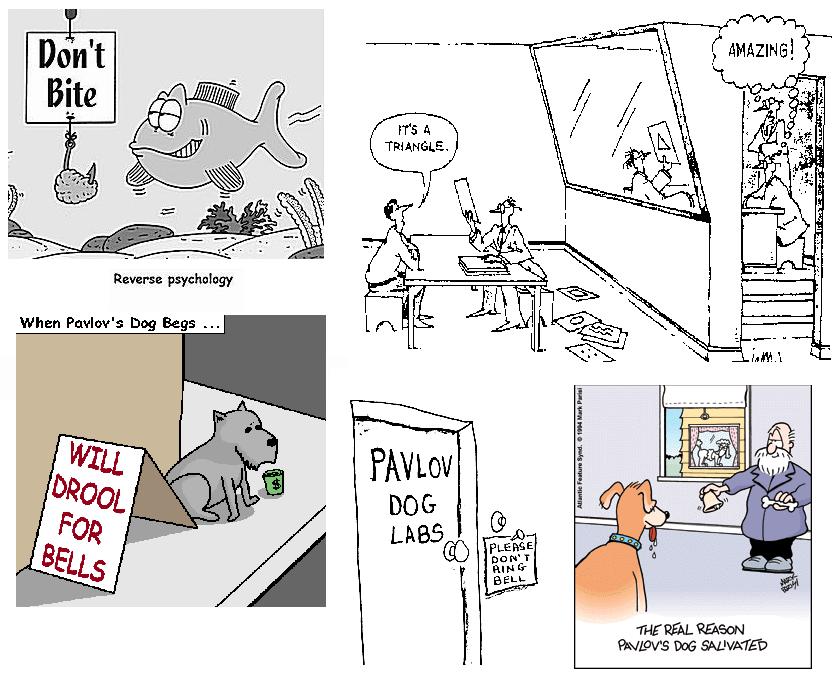 Don't
Bite
Reverse psychology
IT'S A
TRIANGLE.
AMAZING!
When Pavlov's Dog Begs ...
WILL
DROOL
FOR
BELLS
$
PAVLOV
DOG
LABS
PLEASE
DON'T
RING
BELL
Atlantic Feature Synd. © 1994 Mark Parisi
THE REAL REASON
PAVLOV'S DOG SALIVATED